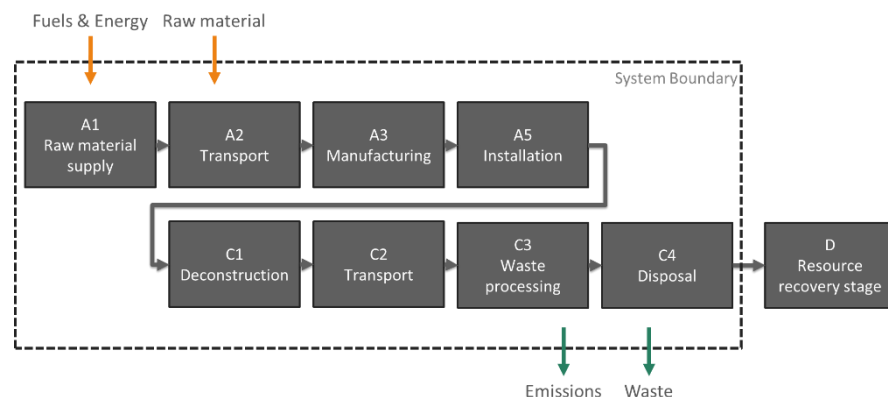 Fuels & Energy
Raw material
System Boundary
A1
Raw material
supply
A2
Transport
A3
Manufacturing
A5
Installation
C1
Deconstruction
C2
Transport
C3
Waste
processing
C4
Disposal
D
Resource
recovery stage
Emissions
Waste